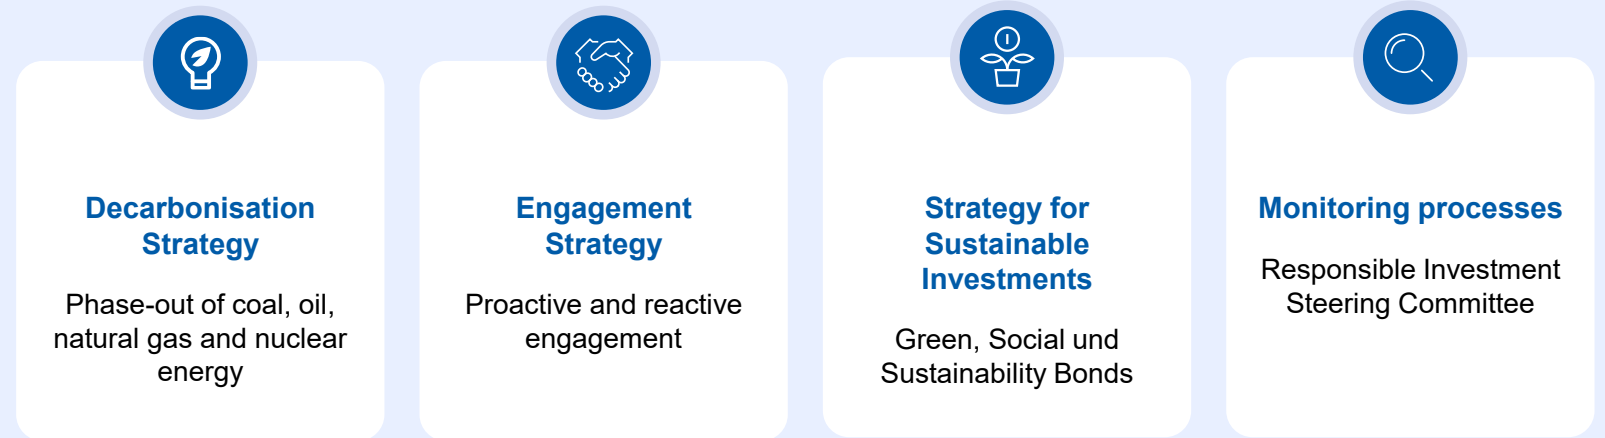 Decarbonisation
Strategy
Phase-out of coal, oil,
natural gas and nuclear
energy
Engagement
Strategy
Proactive and reactive
engagement
Strategy for
Sustainable
Investments
Green, Social und
Sustainability Bonds
Monitoring processes
Responsible Investment
Steering Committee